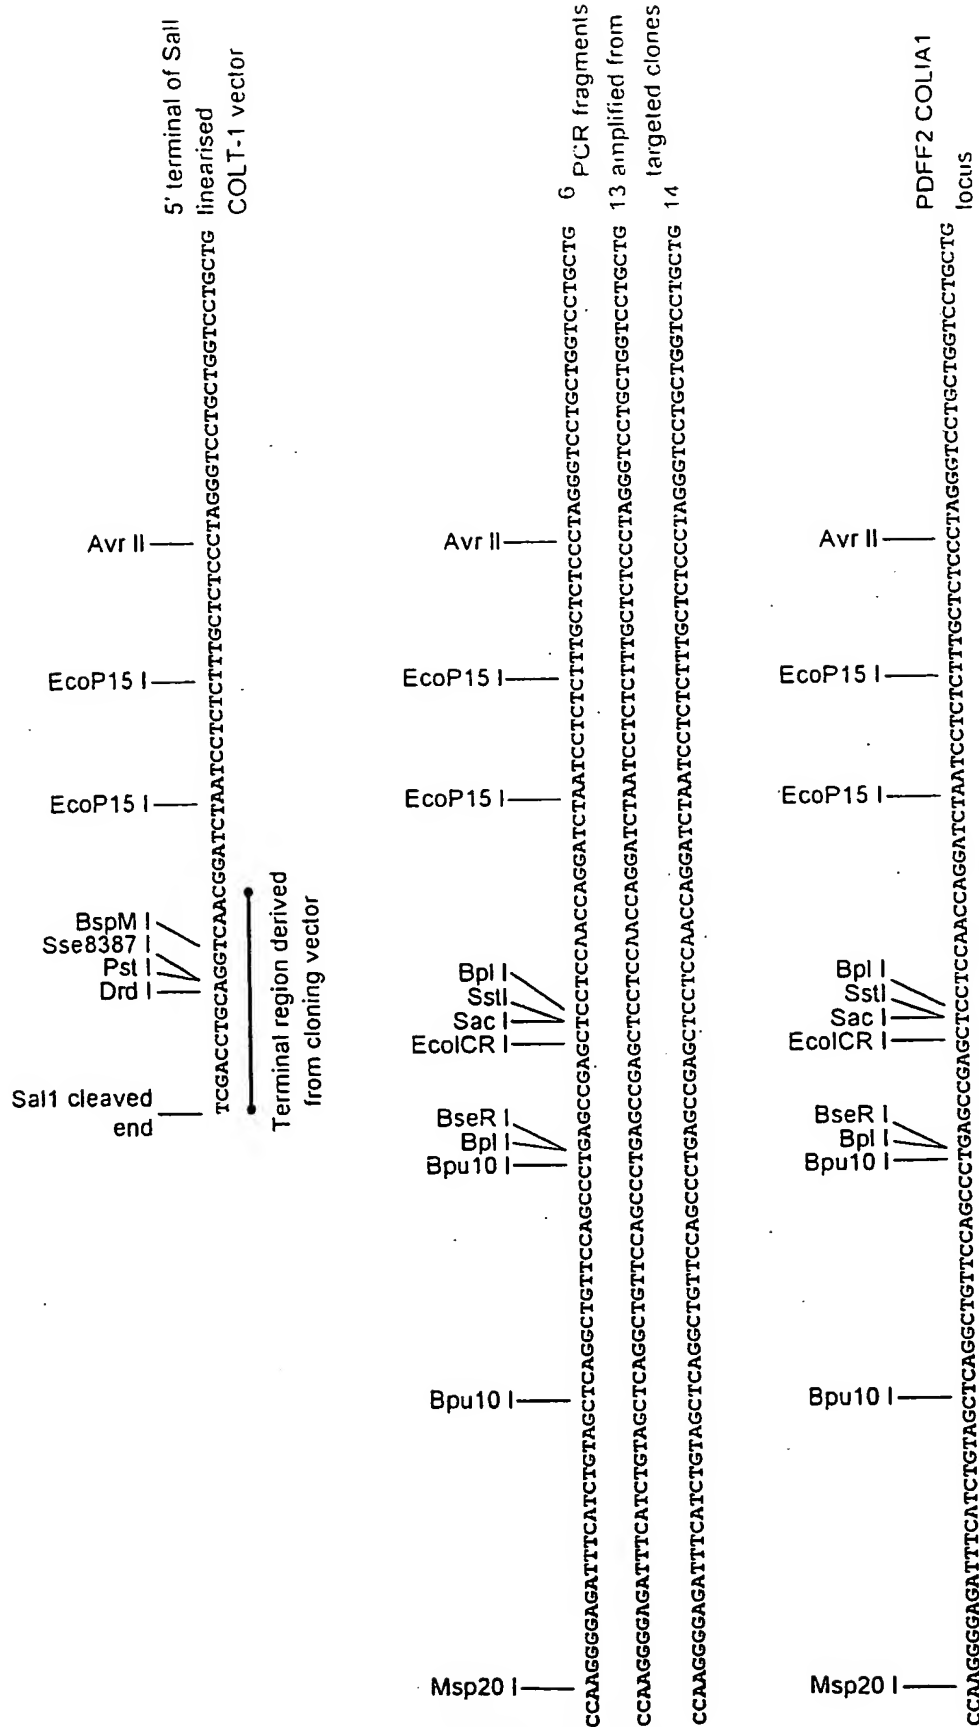 5' terminal of SalI
linearised
COLT-1 vector
Avr II
EcoP15 I
EcoP15 I
BspM I
Sse8387 I
Pst I
Drd I
Sal1 cleaved
end
TCGACCTGCAGGTCAACGGATCTAATCCTCTCTTTGCTCTCCCTAGGGTCCTGCTGGTCCTGCTG
Terminal region derived
from cloning vector
PCR fragments
amplified from
targeted clones
Avr II
EcoP15 I
EcoP15 I
Bpl I
SstI
Sac I
EcoICR I
BseR I
Bpl I
Bpu10 I
Bpu10 I
Msp20 I
CCAAGGGGAGATTTCATCTGTAGCTCAGGCTGTTCCAGCCCTGAGCCGAGCTCCTCCAACCAGGATCTAATCCTCTCTTTGCTCTCCCTAGGGTCCTGCTGGTCCTGCTG 6
CCAAGGGGAGATTTCATCTGTAGCTCAGGCTGTTCCAGCCCTGAGCCGAGCTCCTCCAACCAGGATCTAATCCTCTCTTTGCTCTCCCTAGGGTCCTGCTGGTCCTGCTG 13
CCAAGGGGAGATTTCATCTGTAGCTCAGGCTGTTCCAGCCCTGAGCCGAGCTCCTCCAACCAGGATCTAATCCTCTCTTTGCTCTCCCTAGGGTCCTGCTGGTCCTGCTG 14
PDFF2 COLIA1
locus
Avr II
EcoP15 I
EcoP15 I
Bpl I
SstI
Sac I
EcoICR I
BseR I
Bpl I
Bpu10 I
Bpu10 I
Msp20 I
CCAAGGGGAGATTTCATCTGTAGCTCAGGCTGTTCCAGCCCTGAGCCGAGCTCCTCCAACCAGGATCTAATCCTCTCTTTGCTCTCCCTAGGGTCCTGCTGGTCCTGCTG